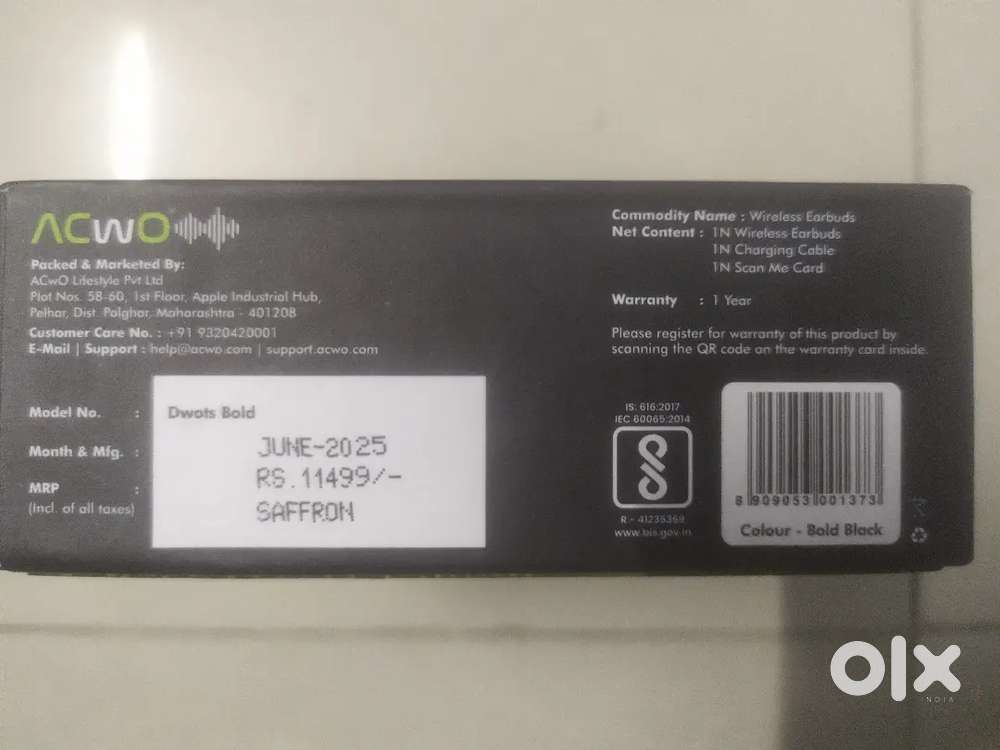 ACwO
Packed & Marketed By:
ACwO Lifestyle Pvt Ltd
Plot Nos. 58-60, 1st Floor, Apple Industrial Hub,
Pelhar, Dist. Palghar, Maharashtra - 401208
Customer Care No. : +91 9320420001
E-Mail | Support : help@acwo.com | support.acwo.com
Model No. : Dwots Bold
Month & Mfg. : JUNE-2025
MRP : RS.11499/-
(Incl. of all taxes)
SAFFRON
Commodity Name : Wireless Earbuds
Net Content : 1N Wireless Earbuds
1N Charging Cable
1N Scan Me Card
Warranty : 1 Year
Please register for warranty of this product by
scanning the QR code on the warranty card inside.
IS: 616:2017
IEC 60065:2014
R - 41235369
www.bis.gov.in
8 909053 001373
Colour - Bold Black
olx
INDIA